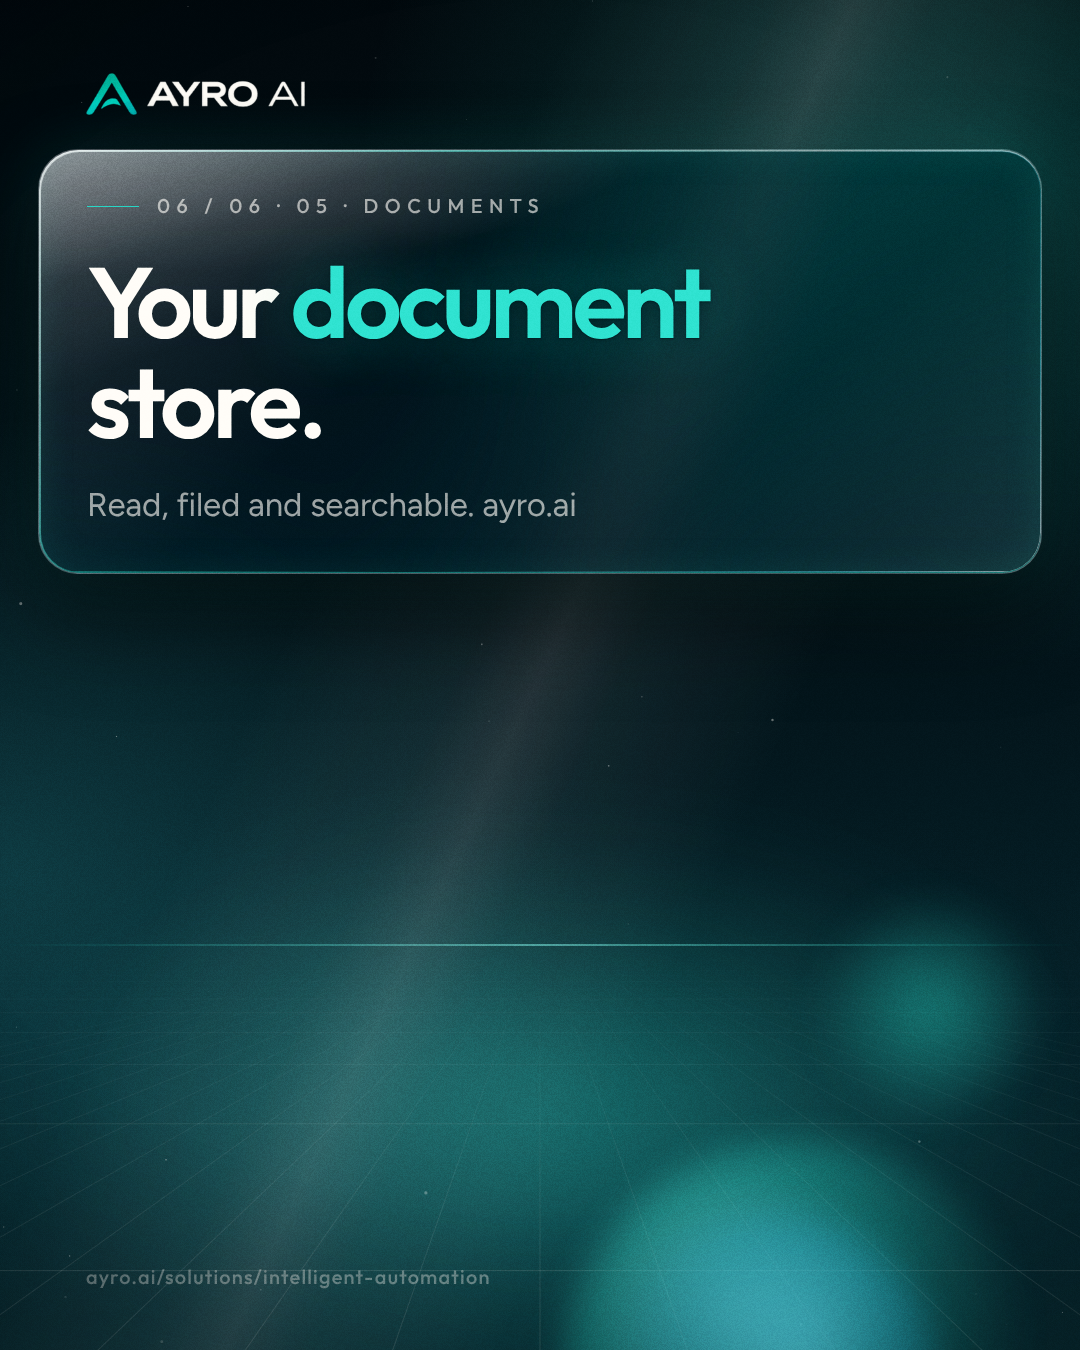 AYRO AI
06 / 06 · 05 · DOCUMENTS
Your document
store.
Read, filed and searchable. ayro.ai
ayro.ai/solutions/intelligent-automation